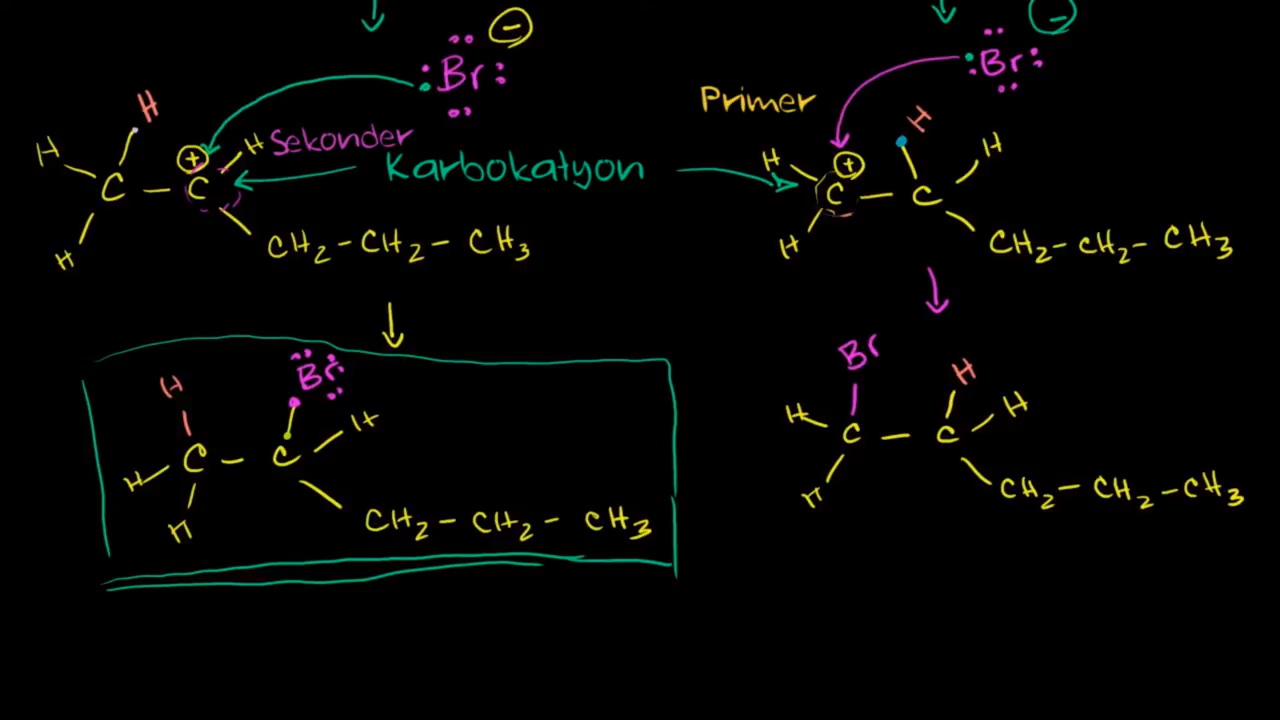 Br −
Br −
H
H + H Sekonder
C – C
H
CH₂ – CH₂ – CH₃
Karbokatyon
Primer
H + H H
C – C
H
CH₂ – CH₂ – CH₃
H Br
H
C – C
H
H
CH₂ – CH₂ – CH₃
Br H
H H
C – C
H
CH₂ – CH₂ – CH₃